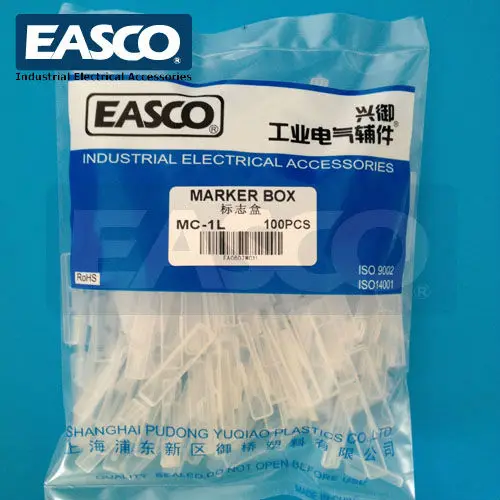 EASCO®
Industrial Electrical Accessories
EASCO®
兴御
工业电气辅件®
INDUSTRIAL ELECTRICAL ACCESSORIES
MARKER BOX
标志盒
MC-1L 100PCS
EASCO®
RoHS
ISO 9002
ISO14001
SHANGHAI PUDONG YUQIAO PLASTICS CO.,LTD.
上海浦东新区御桥塑料有限公司
QUALITY SEALED DO NOT OPEN BEFORE USE